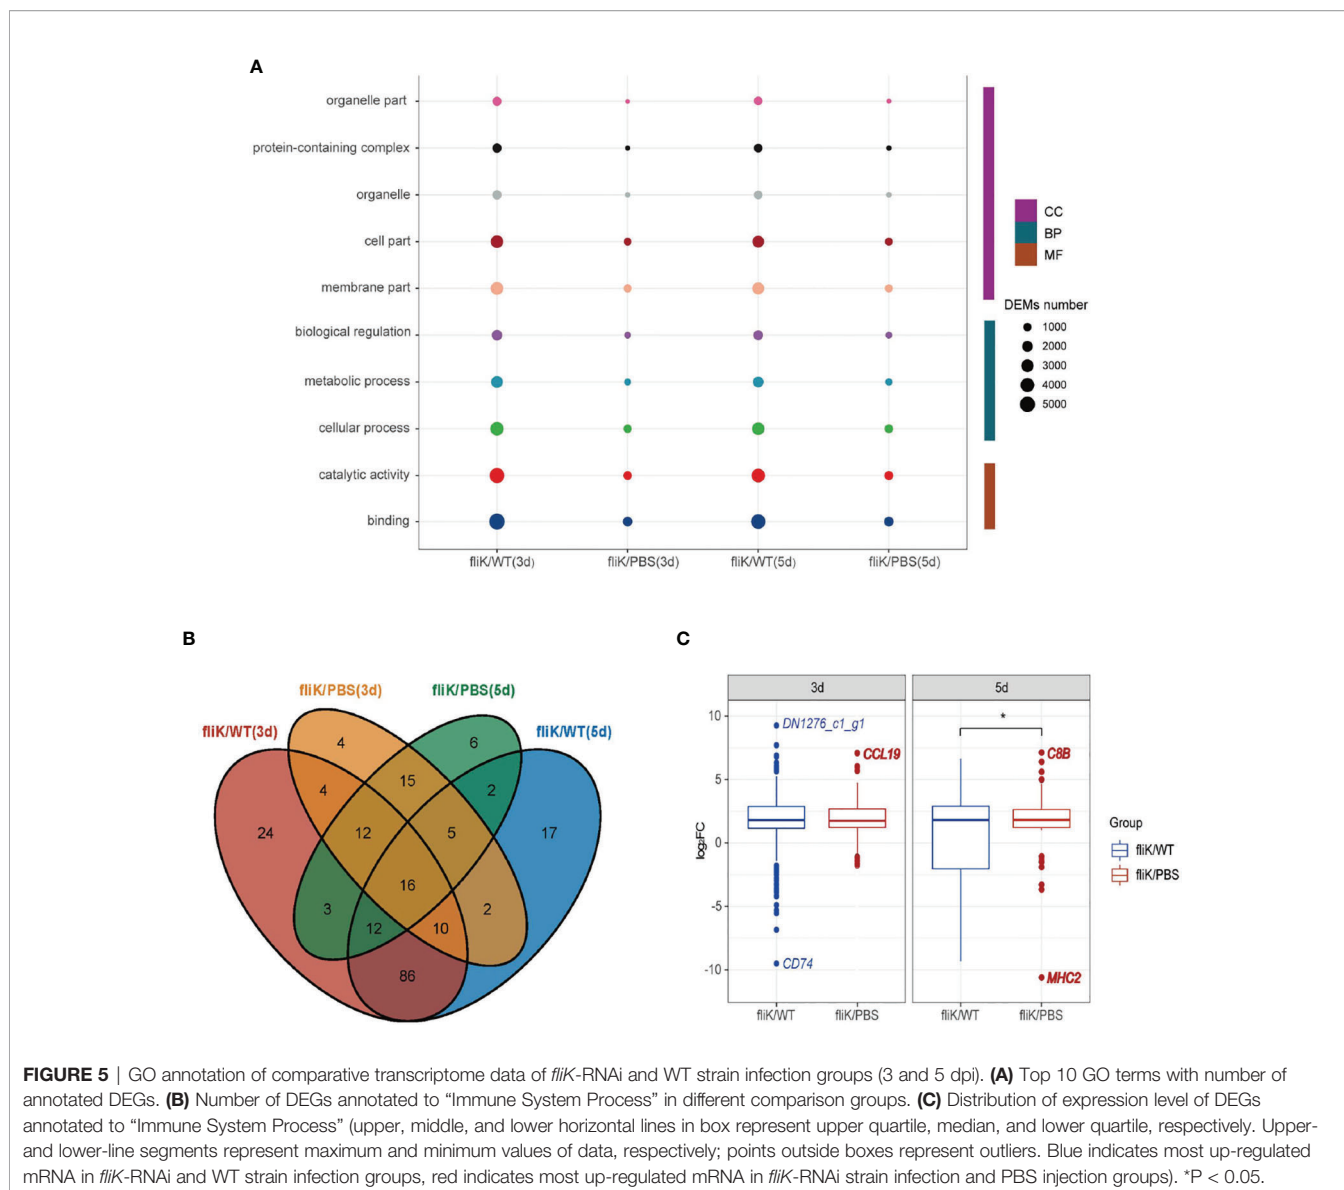 A
organelle part
protein-containing complex
organelle
cell part
membrane part
biological regulation
metabolic process
cellular process
catalytic activity
binding
fliK/WT(3d)
fliK/PBS(3d)
fliK/WT(5d)
fliK/PBS(5d)
CC
BP
MF
DEMs number
1000
2000
3000
4000
5000
B
fliK/PBS(3d)
fliK/PBS(5d)
fliK/WT(3d)
fliK/WT(5d)
4
6
15
4
2
24
12
5
17
16
3
2
12
10
86
C
3d
5d
10
5
0
-5
-10
log₂FC
DN1276_c1_g1
CCL19
CD74
*
C8B
MHC2
fliK/WT
fliK/PBS
fliK/WT
fliK/PBS
Group
fliK/WT
fliK/PBS
FIGURE 5 | GO annotation of comparative transcriptome data of fliK-RNAi and WT strain infection groups (3 and 5 dpi). (A) Top 10 GO terms with number of
annotated DEGs. (B) Number of DEGs annotated to “Immune System Process” in different comparison groups. (C) Distribution of expression level of DEGs
annotated to “Immune System Process” (upper, middle, and lower horizontal lines in box represent upper quartile, median, and lower quartile, respectively. Upper-
and lower-line segments represent maximum and minimum values of data, respectively; points outside boxes represent outliers. Blue indicates most up-regulated
mRNA in fliK-RNAi and WT strain infection groups, red indicates most up-regulated mRNA in fliK-RNAi strain infection and PBS injection groups). *P < 0.05.